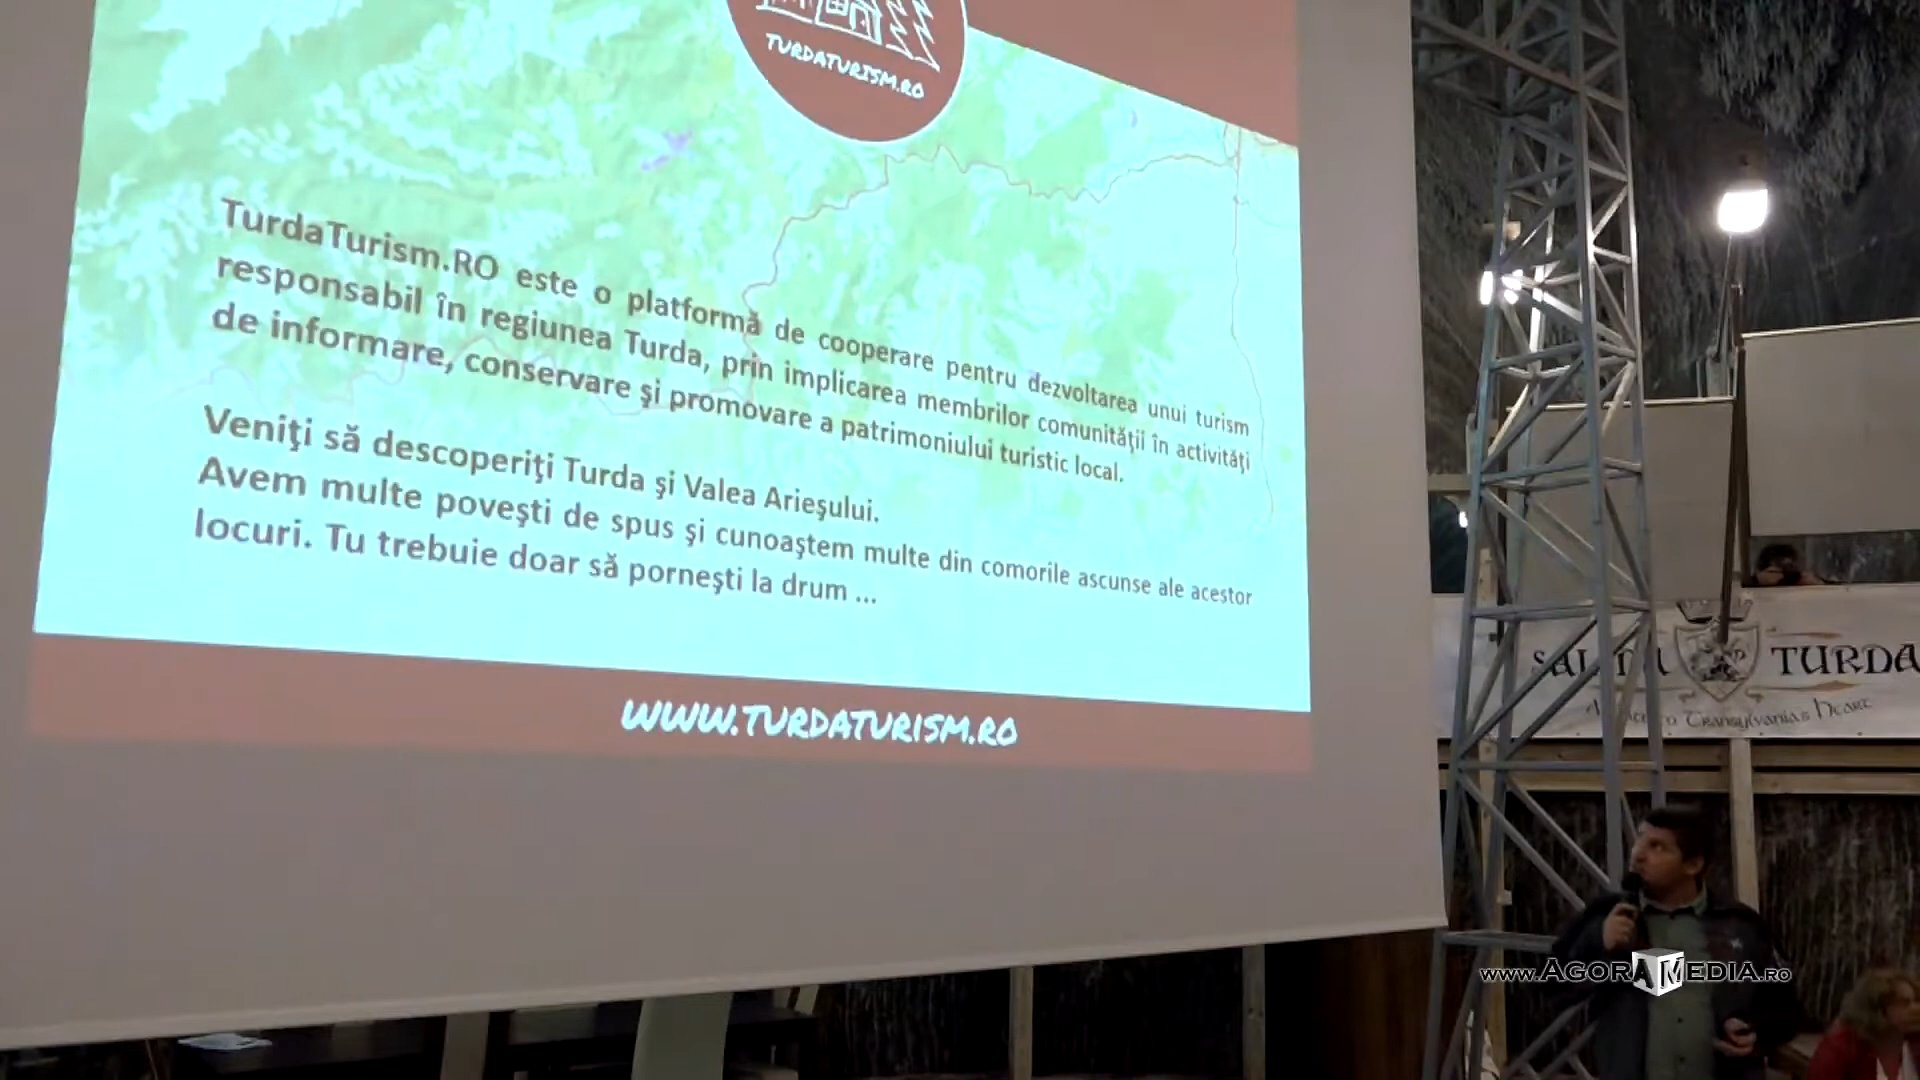 TURDATURISM.RO
TurdaTurism.RO este o platformă de cooperare pentru dezvoltarea unui turism
responsabil în regiunea Turda, prin implicarea membrilor comunităţii în activităţi
de informare, conservare şi promovare a patrimoniului turistic local.
Veniţi să descoperiţi Turda şi Valea Arieşului.
Avem multe poveşti de spus şi cunoaştem multe din comorile ascunse ale acestor
locuri. Tu trebuie doar să porneşti la drum ...
WWW.TURDATURISM.RO
TURDA
Transylvania's Heart
www.AGORAMEDIA.RO